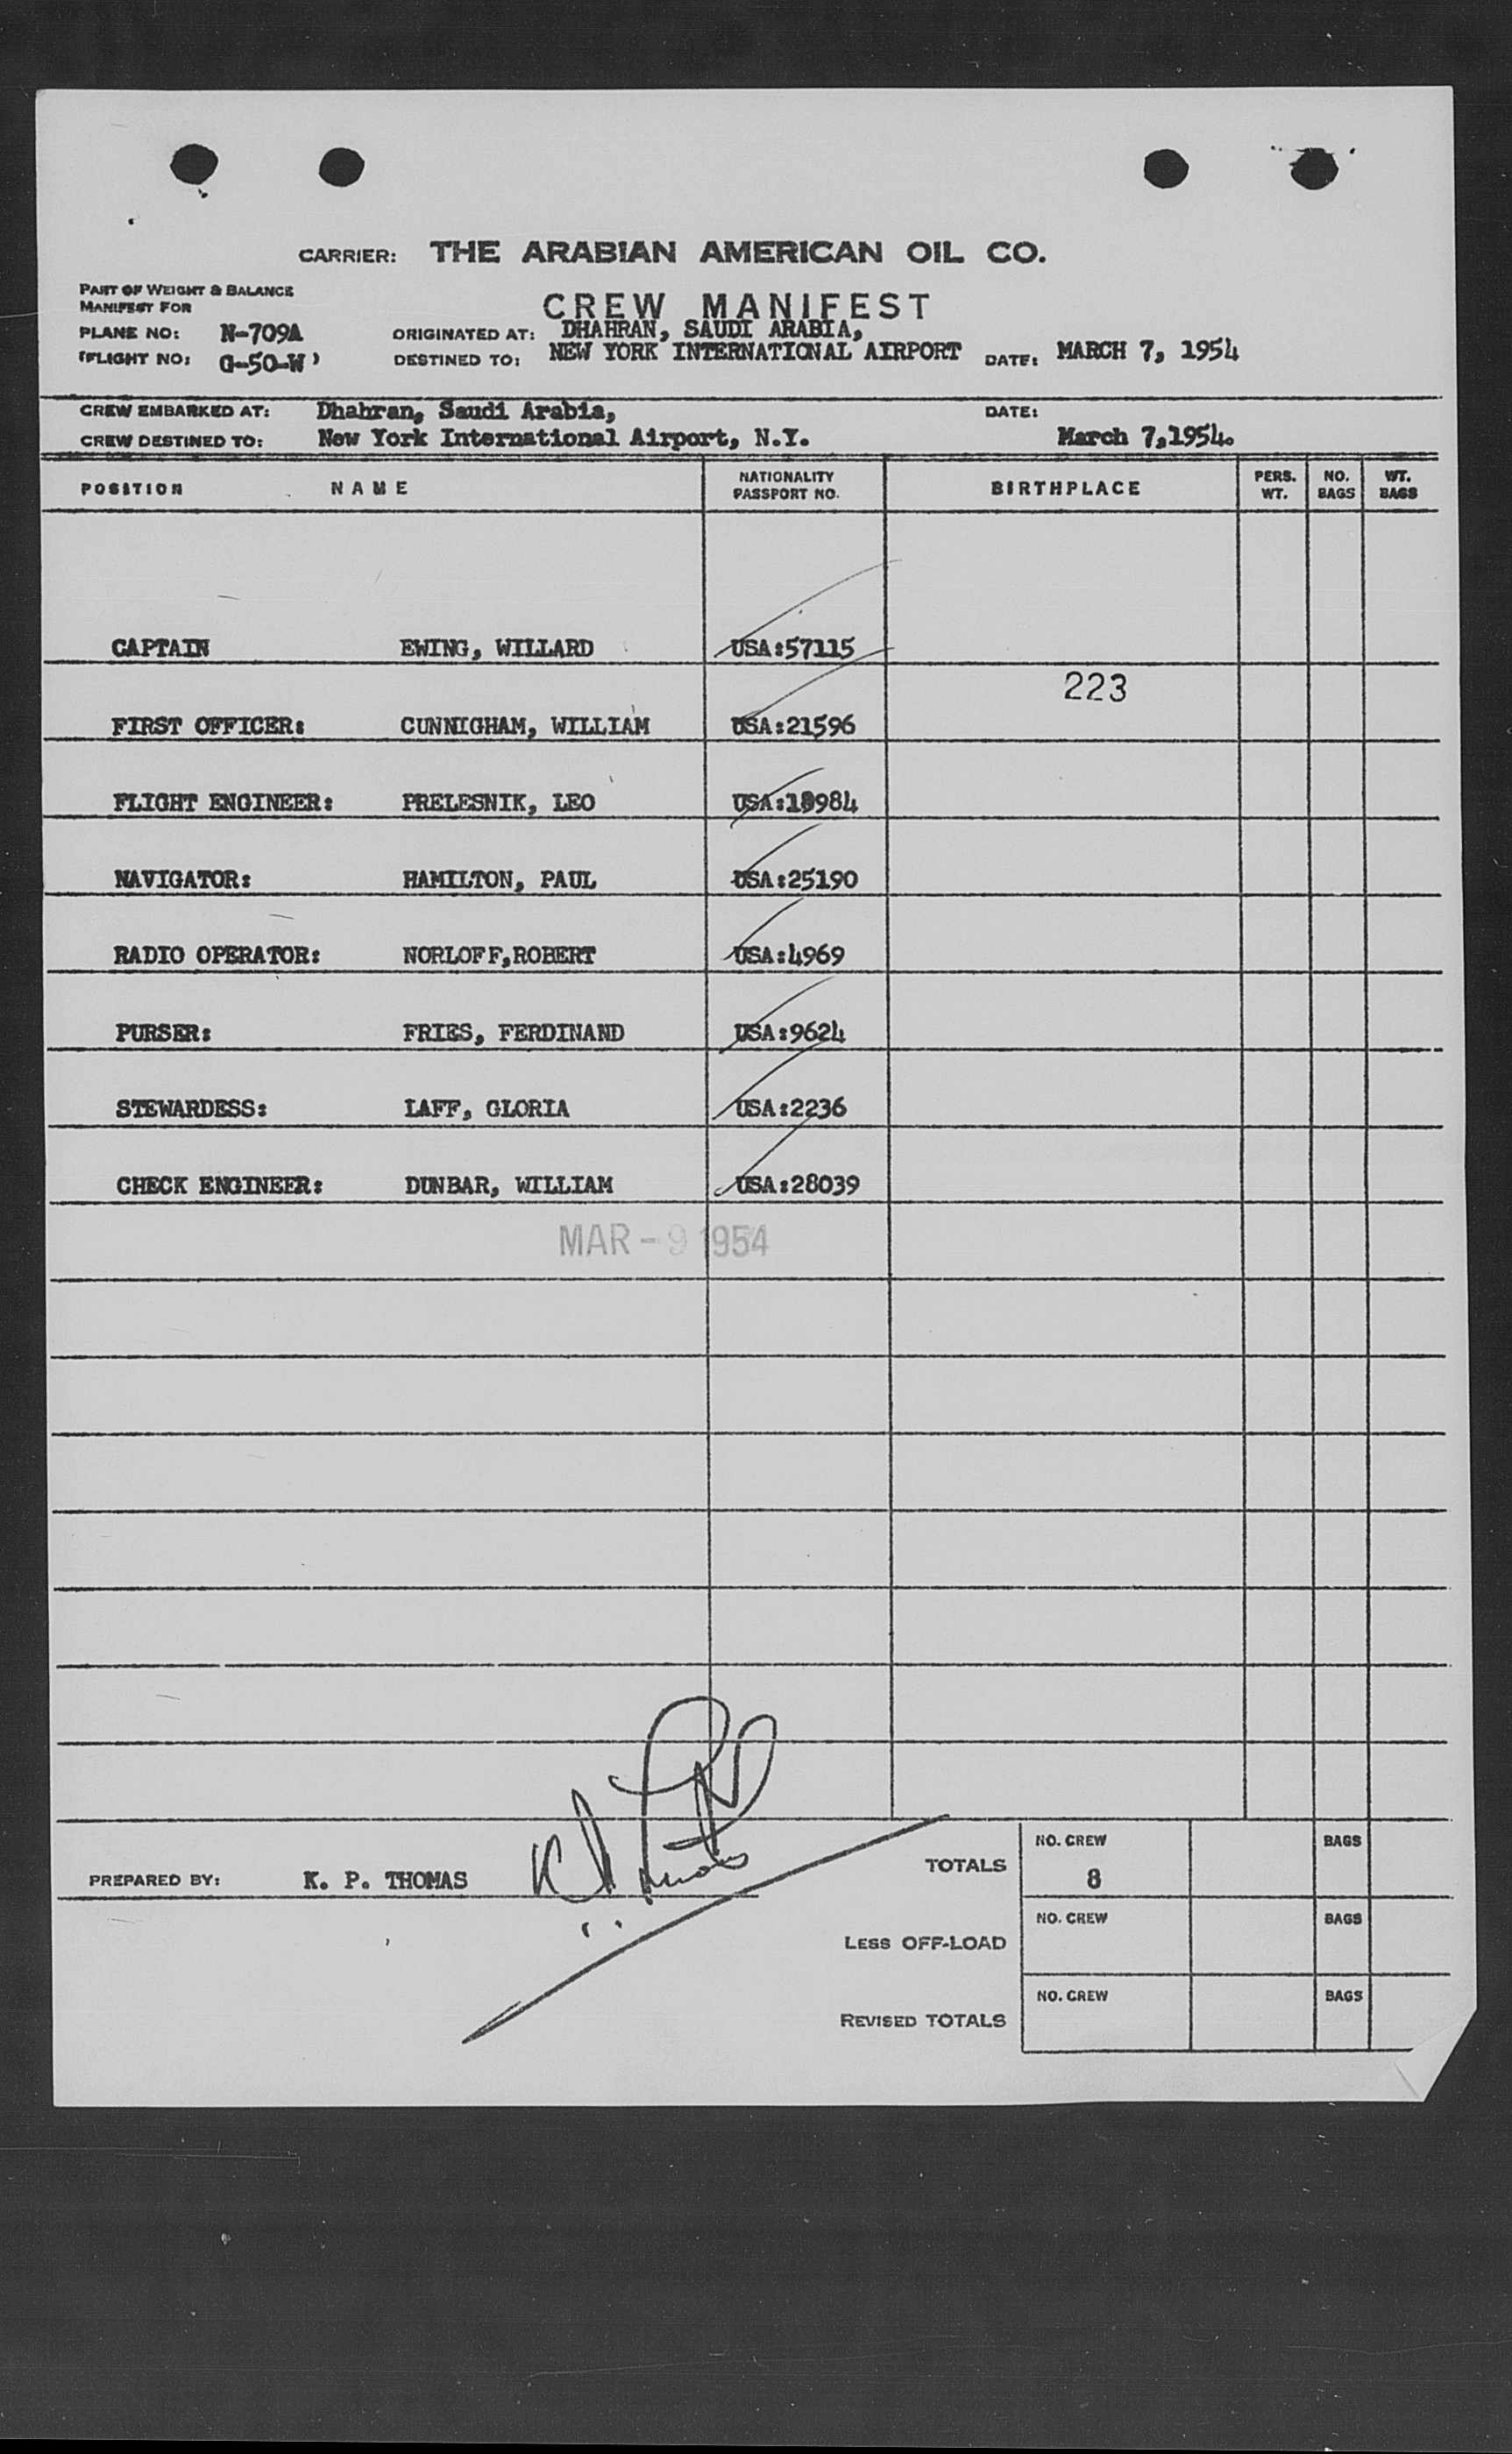 CARRIER: THE ARABIAN AMERICAN OIL CO.
PART OF WEIGHT & BALANCE
MANIFEST FOR
CREW MANIFEST
PLANE NO: N-709A ORIGINATED AT: DHAHRAN, SAUDI ARABIA,
(FLIGHT NO: G-50-W) DESTINED TO: NEW YORK INTERNATIONAL AIRPORT DATE: MARCH 7, 1954
CREW EMBARKED AT: Dhahran, Saudi Arabia, DATE:
CREW DESTINED TO: New York International Airport, N.Y. March 7,1954.
POSITION NAME NATIONALITY PASSPORT NO. BIRTHPLACE PERS. WT. NO. BAGS WT. BAGS
CAPTAIN EWING, WILLARD USA:57115
223
FIRST OFFICER: CUNNIGHAM, WILLIAM USA:21596
FLIGHT ENGINEER: PRELESNIK, LEO
NAVIGATOR: HAMILTON, PAUL USA:25190
RADIO OPERATOR: NORLOFF,ROBERT USA:4969
PURSER: FRIES, FERDINAND USA:9624
STEWARDESS: LAFF, GLORIA USA:2236
CHECK ENGINEER: DUNBAR, WILLIAM USA:28039
MAR - 9 1954
PREPARED BY: K. P. THOMAS
TOTALS NO. CREW 8 BAGS
LESS OFF-LOAD NO. CREW BAGS
REVISED TOTALS NO. CREW BAGS